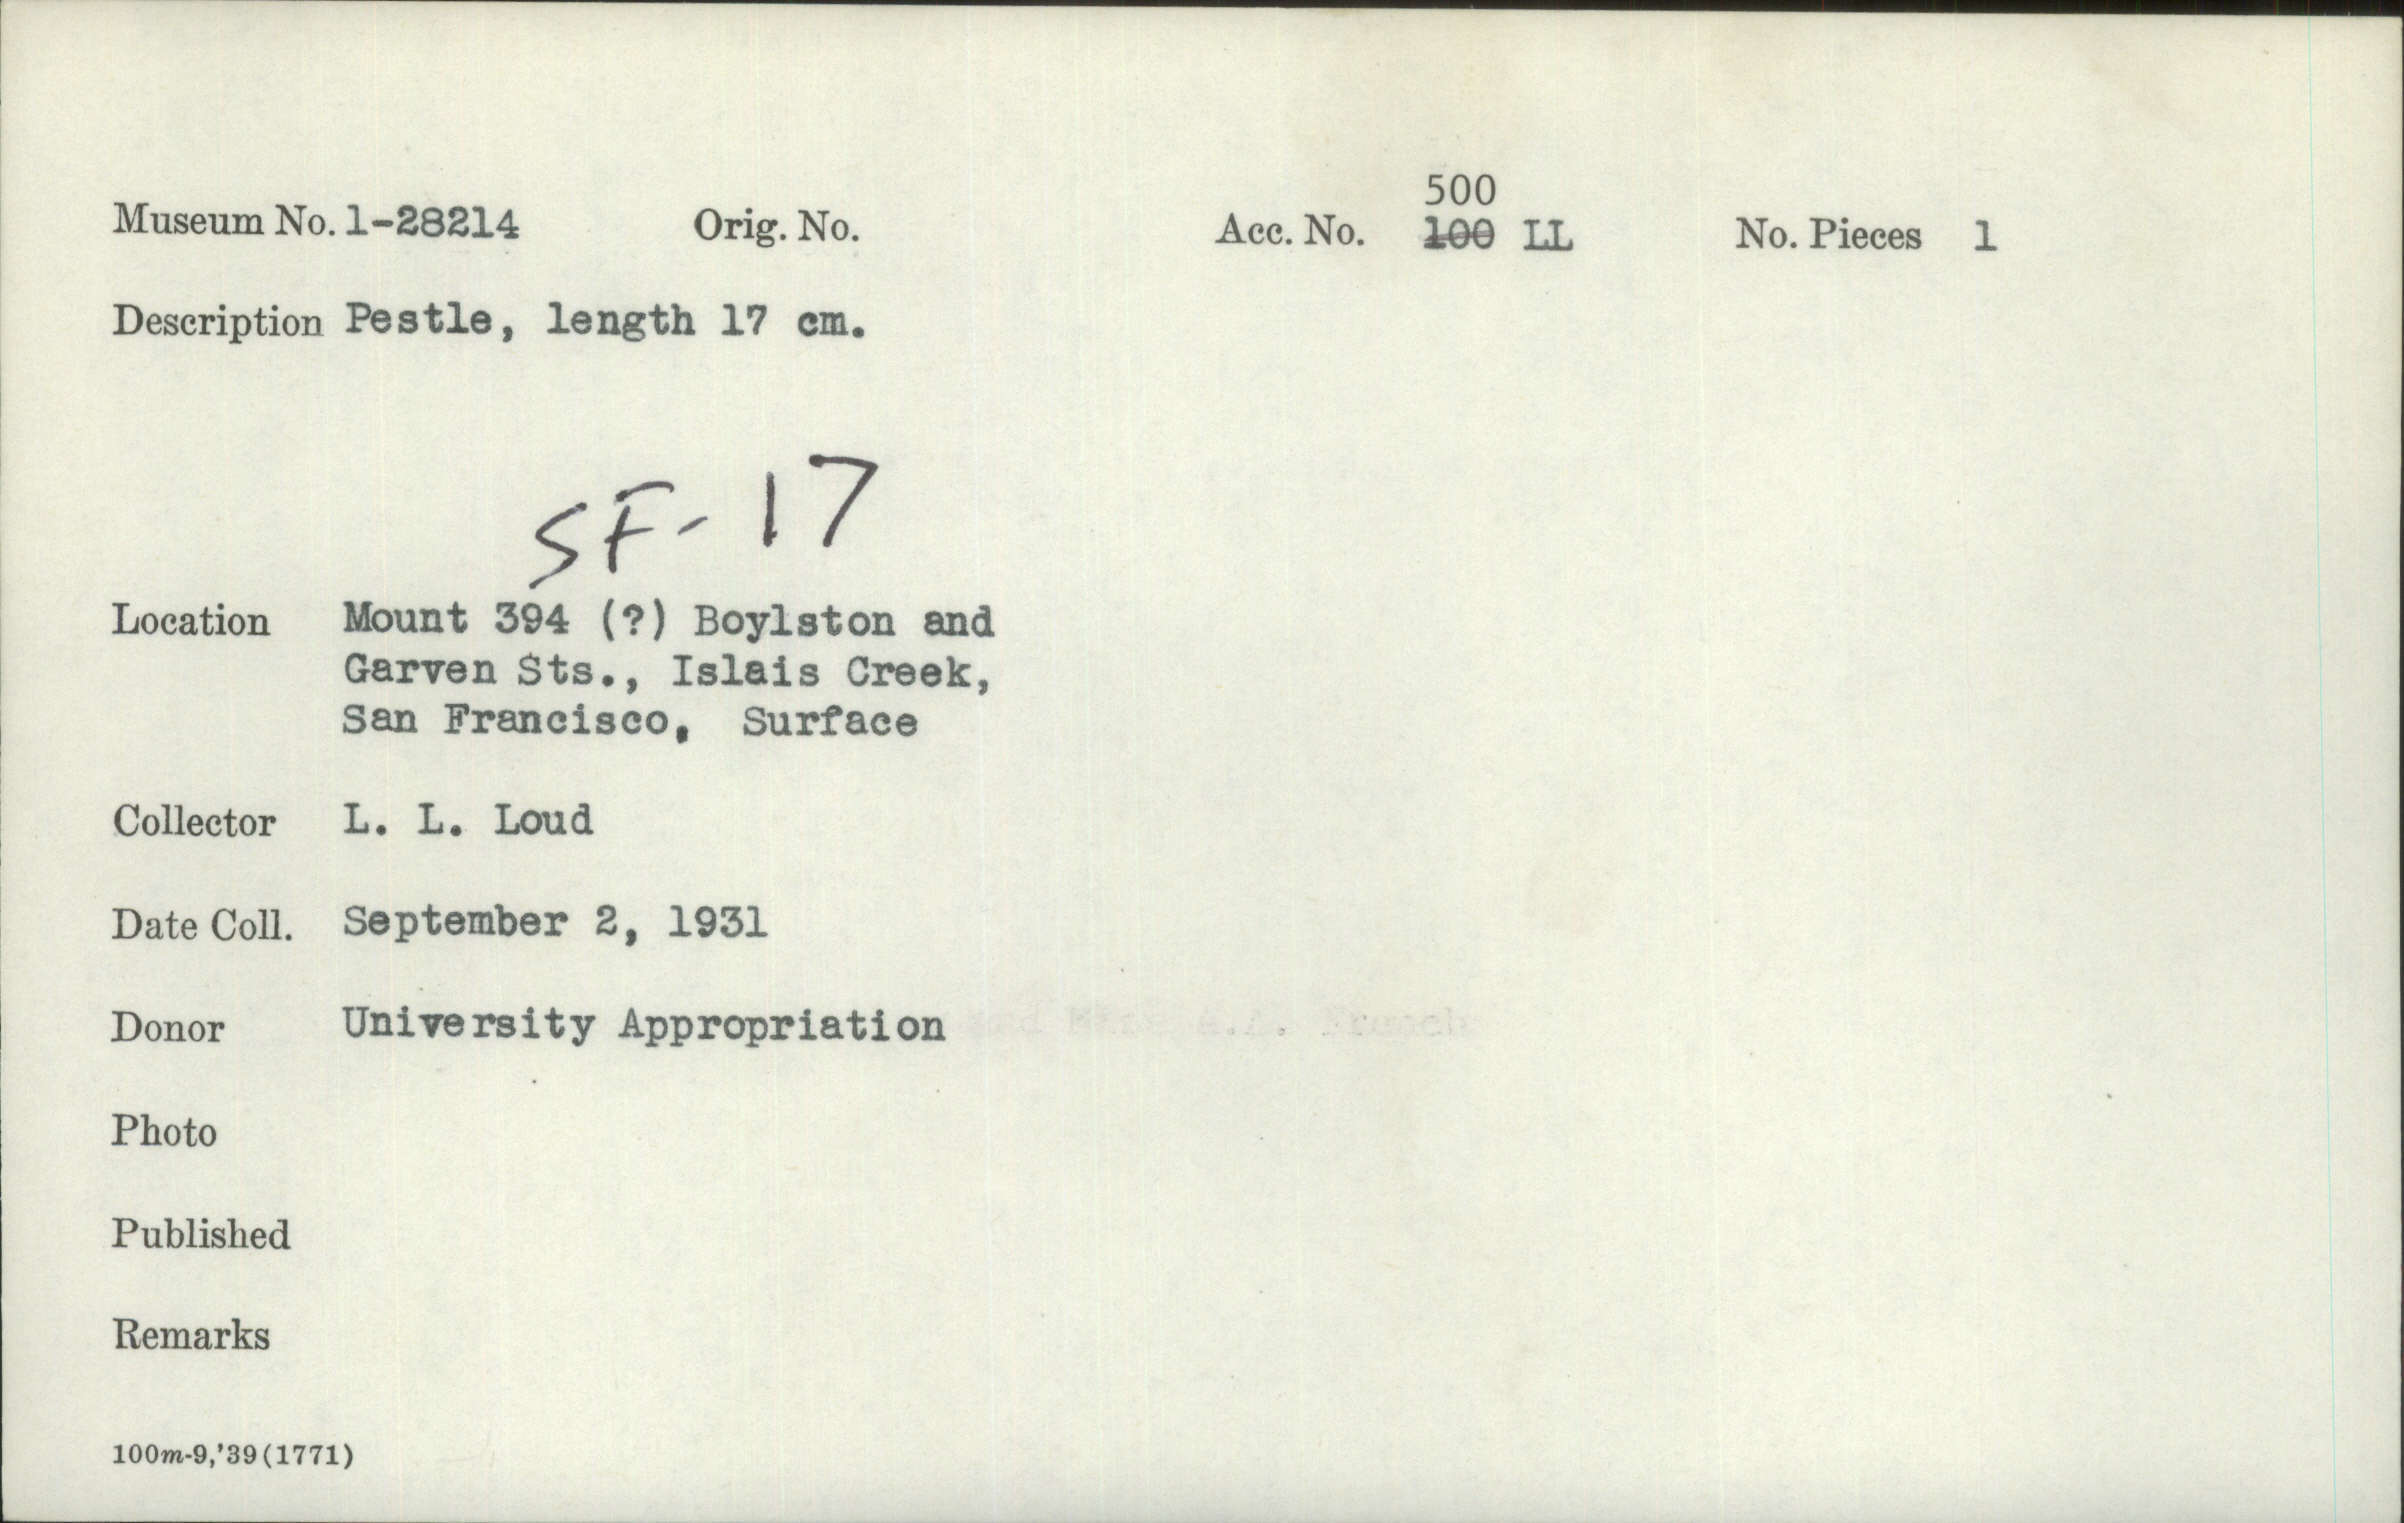 500
Museum No. 1-28214 Orig. No. Acc. No. 100 LL No. Pieces 1
Description Pestle, length 17 cm.
SF-17
Location Mount 394 (?) Boylston and
Garven Sts., Islais Creek,
San Francisco, Surface
Collector L. L. Loud
Date Coll. September 2, 1931
Donor University Appropriation
Photo
Published
Remarks
100m-9,'39(1771)